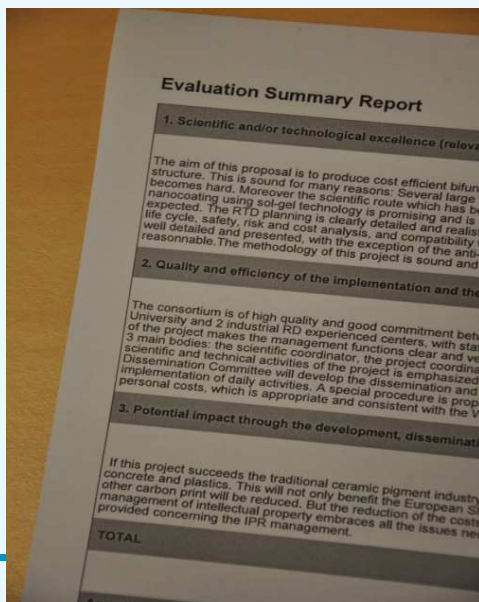 Evaluation Summary Report
1. Scientific and/or technological excellence (releva
The aim of this proposal is to produce cost efficient bifun
structure. This is sound for many reasons: Several large
becomes hard. Moreover the scientific route which has be
nanocoating using sol-gel technology is promising and is
expected. The RTD planning is clearly detailed and realis
life cycle, safety, risk and cost analysis, and compatibility
well detailed and presented, with the exception of the anti-
reasonnable.The methodology of this project is sound and
2. Quality and efficiency of the implementation and the
The consortium is of high quality and good commitment betw
University and 2 industrial RD experienced centers, with stat
of the project makes the management functions clear and ve
3 main bodies: the scientific coordinator, the project coordina
scientific and technical activities of the project is emphasized
Dissemination Committee will develop the dissemination and
implementation of daily activities. A special procedure is prop
personal costs, which is appropriate and consistent with the W
3. Potential impact through the development, disseminati
If this project succeeds the traditional ceramic pigment industry
concrete and plastics. This will not only benefit the European S
other carbon print will be reduced. But the reduction of the costs
management of intellectual property embraces all the issues nee
provided concerning the IPR management.
TOTAL